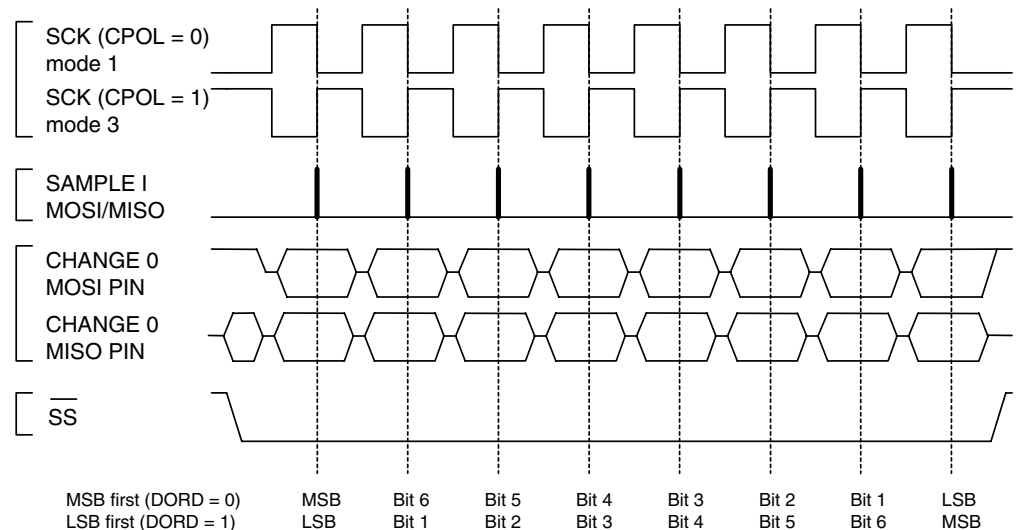 SCK (CPOL = 0)
mode 1
SCK (CPOL = 1)
mode 3
SAMPLE I
MOSI/MISO
CHANGE 0
MOSI PIN
CHANGE 0
MISO PIN
SS
MSB first (DORD = 0) MSB Bit 6 Bit 5 Bit 4 Bit 3 Bit 2 Bit 1 LSB
LSB first (DORD = 1) LSB Bit 1 Bit 2 Bit 3 Bit 4 Bit 5 Bit 6 MSB